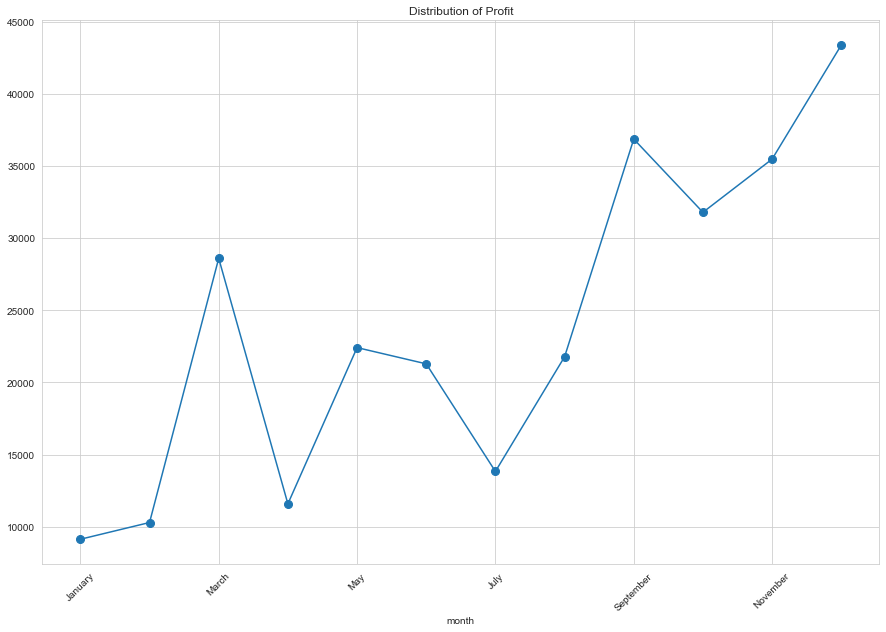 Distribution of Profit
45000
40000
35000
30000
25000
20000
15000
10000
January
March
May
July
September
November
month